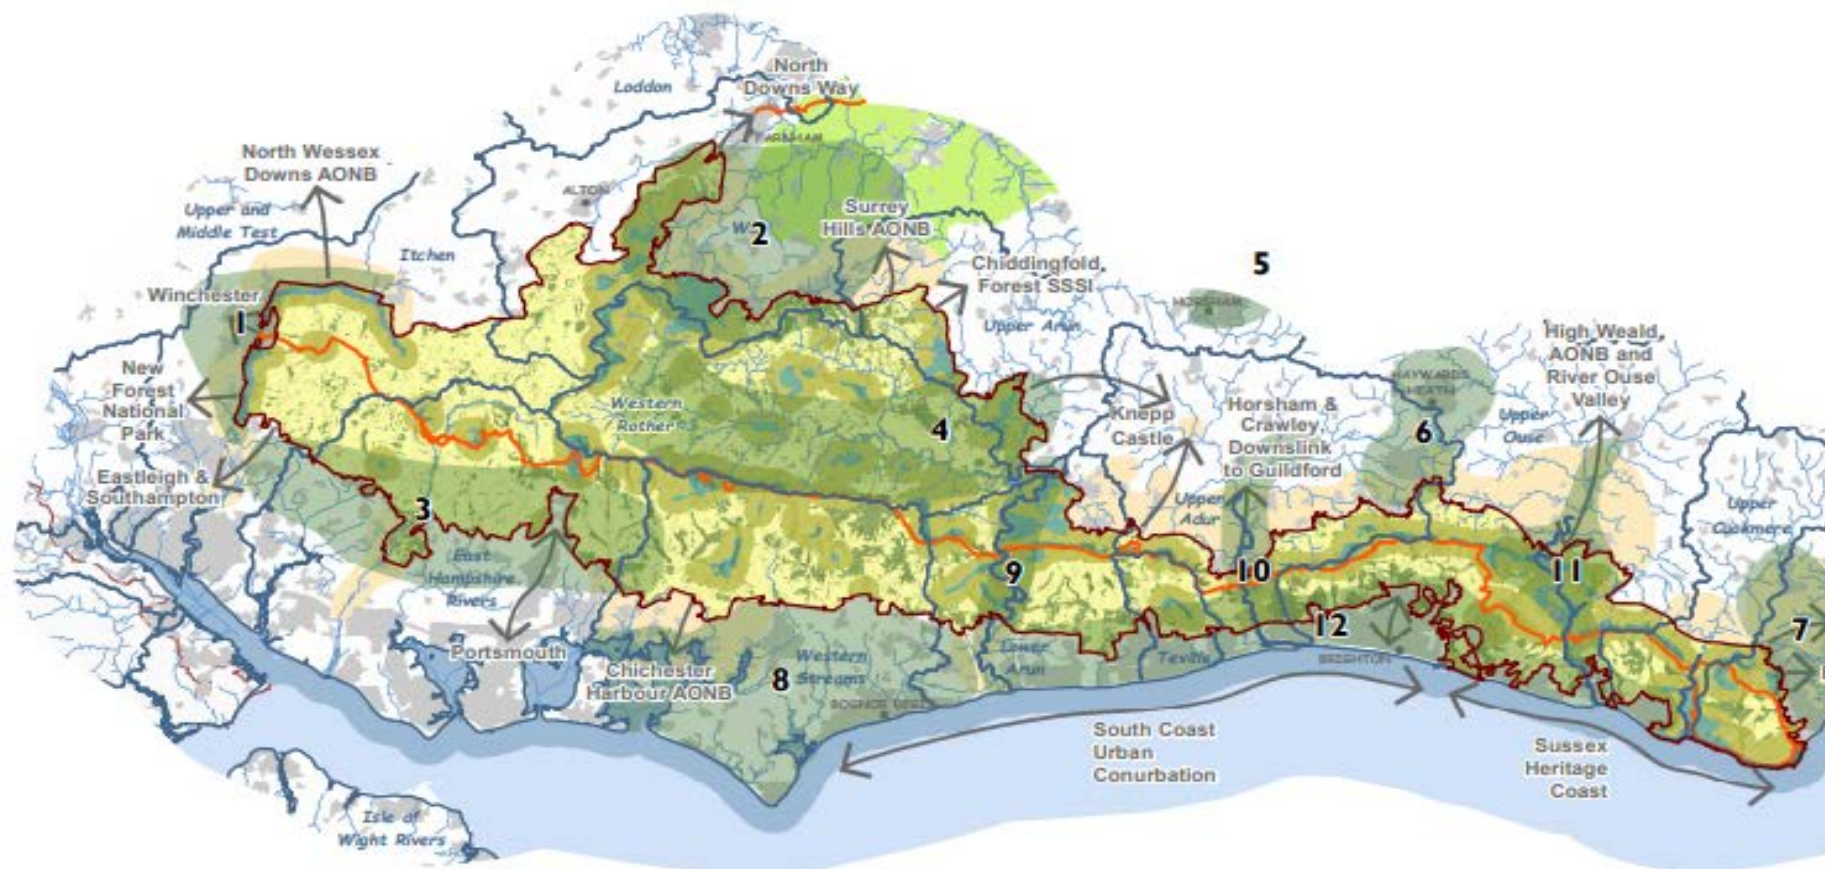 North
Downs Way
Loddon
North Wessex
Downs AONB
ALTON
Upper and
Middle Test
Itchen
2
Surrey
Hills AONB
Chiddingfold,
Forest SSSI
5
HORSHAM
Winchester
1
Upper Arun
High Weald,
AONB and
River Ouse
Valley
New
Forest
National
Park
HAYWARDS
HEATH
Western
Rother
4
Knepp
Castle
Horsham &
Crawley,
Downslink
to Guildford
6
Upper
Ouse
Eastleigh &
Southampton
3
Upper
Adur
Upper
Cuckmere
East
Hampshire
Rivers
9
10
11
12
7
Portsmouth
Chichester
Harbour AONB
8
Western
Streams
Lower
Arun
Teville
BRIGHTON
South Coast
Urban
Conurbation
Sussex
Heritage
Coast
Isle of
Wight Rivers